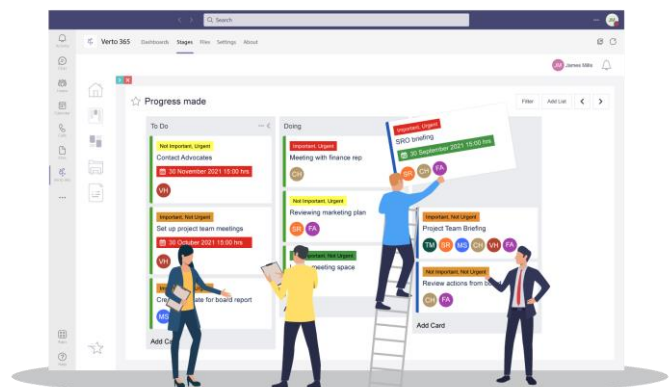 Search
Verto 365
Dashboards Stages Files Settings About
James Mills
Progress made
Filter
Add List
To Do
Not Important, Urgent
Contact Advocates
30 November 2021 15:00 hrs
VH
Important, Not Urgent
Set up project team meetings
30 October 2021 15:00 hrs
VH
for board report
MS
Doing
Important, Urgent
Meeting with finance rep
CH
Not Important, Urgent
Reviewing marketing plan
SR FA
Important, Not Urgent
meeting space
Important, Urgent
SRO briefing
30 September 2021 15:00 hrs
SR CH FA
Important, Not Urgent
Project Team Briefing
TM SR MS CH VH FA
Not Important, Not Urgent
Review actions from
CH FA
Add Card